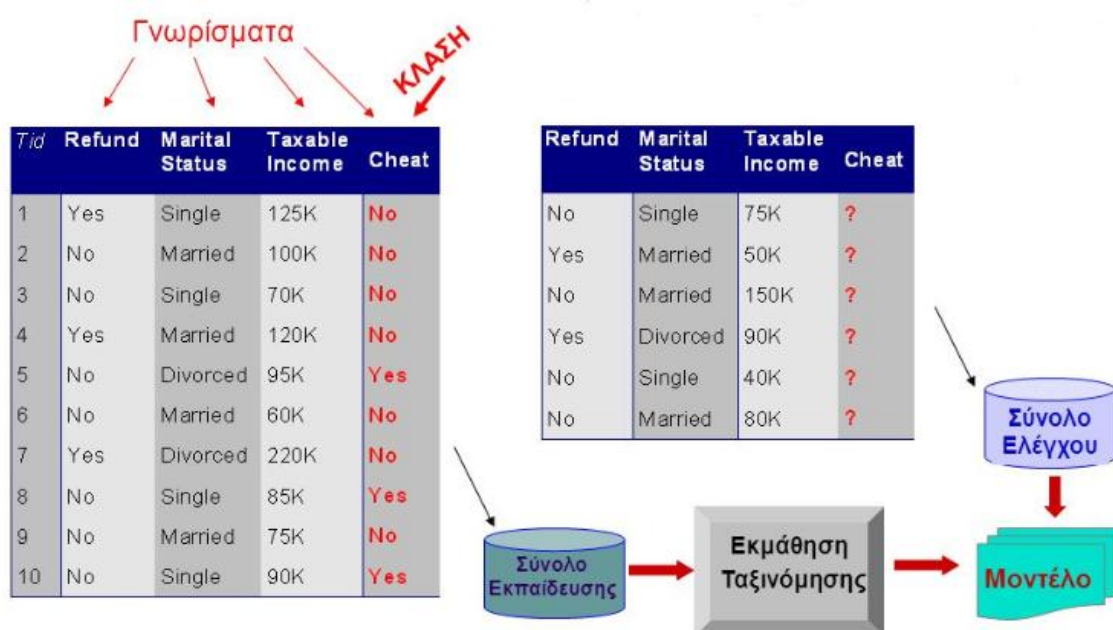 Γνωρίσματα
ΚΛΑΣΗ
Tid Refund Marital Status Taxable Income Cheat
1 Yes Single 125K No
2 No Married 100K No
3 No Single 70K No
4 Yes Married 120K No
5 No Divorced 95K Yes
6 No Married 60K No
7 Yes Divorced 220K No
8 No Single 85K Yes
9 No Married 75K No
10 No Single 90K Yes
Refund Marital Status Taxable Income Cheat
No Single 75K ?
Yes Married 50K ?
No Married 150K ?
Yes Divorced 90K ?
No Single 40K ?
No Married 80K ?
Σύνολο
Ελέγχου
Σύνολο
Εκπαίδευσης
Εκμάθηση
Ταξινόμησης
Μοντέλο